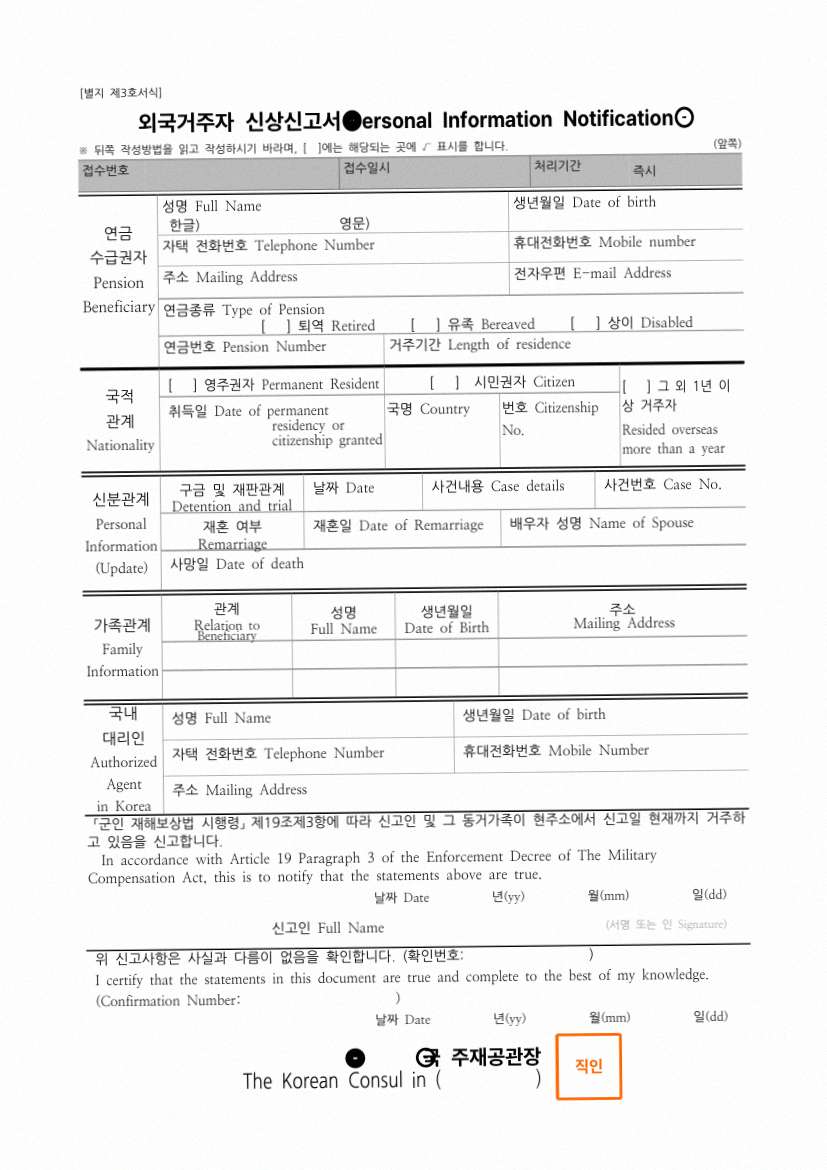 [별지 제3호서식]
외국거주자 신상신고서 ersonal Information Notification
※ 뒤쪽 작성방법을 읽고 작성하시기 바라며, [ ]에는 해당되는 곳에 √ 표시를 합니다. (앞쪽)
접수번호 접수일시 처리기간 즉시
연금
수급권자
Pension
Beneficiary
성명 Full Name
한글) 영문)
생년월일 Date of birth
자택 전화번호 Telephone Number
휴대전화번호 Mobile number
주소 Mailing Address
전자우편 E-mail Address
연금종류 Type of Pension
[ ] 퇴역 Retired [ ] 유족 Bereaved [ ] 상이 Disabled
연금번호 Pension Number
거주기간 Length of residence
국적
관계
Nationality
[ ] 영주권자 Permanent Resident
[ ] 시민권자 Citizen
[ ] 그 외 1년 이
상 거주자
Resided overseas
more than a year
취득일 Date of permanent
residency or
citizenship granted
국명 Country
번호 Citizenship
No.
신분관계
Personal
Information
(Update)
구금 및 재판관계
Detention and trial
날짜 Date
사건내용 Case details
사건번호 Case No.
재혼 여부
Remarriage
재혼일 Date of Remarriage
배우자 성명 Name of Spouse
사망일 Date of death
가족관계
Family
Information
관계
Relation to
Beneficiary
성명
Full Name
생년월일
Date of Birth
주소
Mailing Address
국내
대리인
Authorized
Agent
in Korea
성명 Full Name
생년월일 Date of birth
자택 전화번호 Telephone Number
휴대전화번호 Mobile Number
주소 Mailing Address
「군인 재해보상법 시행령」 제19조제3항에 따라 신고인 및 그 동거가족이 현주소에서 신고일 현재까지 거주하
고 있음을 신고합니다.
In accordance with Article 19 Paragraph 3 of the Enforcement Decree of The Military
Compensation Act, this is to notify that the statements above are true.
날짜 Date 년(yy) 월(mm) 일(dd)
신고인 Full Name (서명 또는 인 Signature)
위 신고사항은 사실과 다름이 없음을 확인합니다. (확인번호: )
I certify that the statements in this document are true and complete to the best of my knowledge.
(Confirmation Number: )
날짜 Date 년(yy) 월(mm) 일(dd)
주재공관장
The Korean Consul in ( )
직인